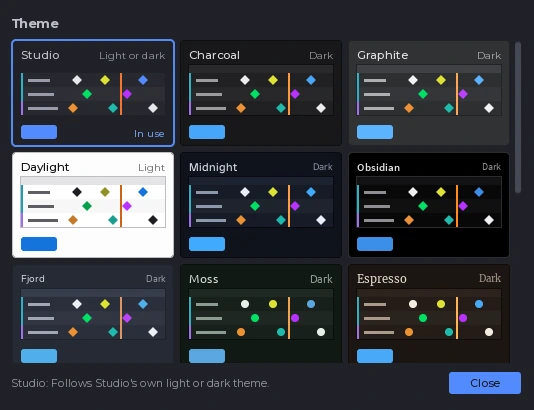 Theme
Studio Light or dark
In use
Charcoal Dark
Graphite Dark
Daylight Light
Midnight Dark
Obsidian Dark
Fjord Dark
Moss Dark
Espresso Dark
Studio: Follows Studio's own light or dark theme.
Close